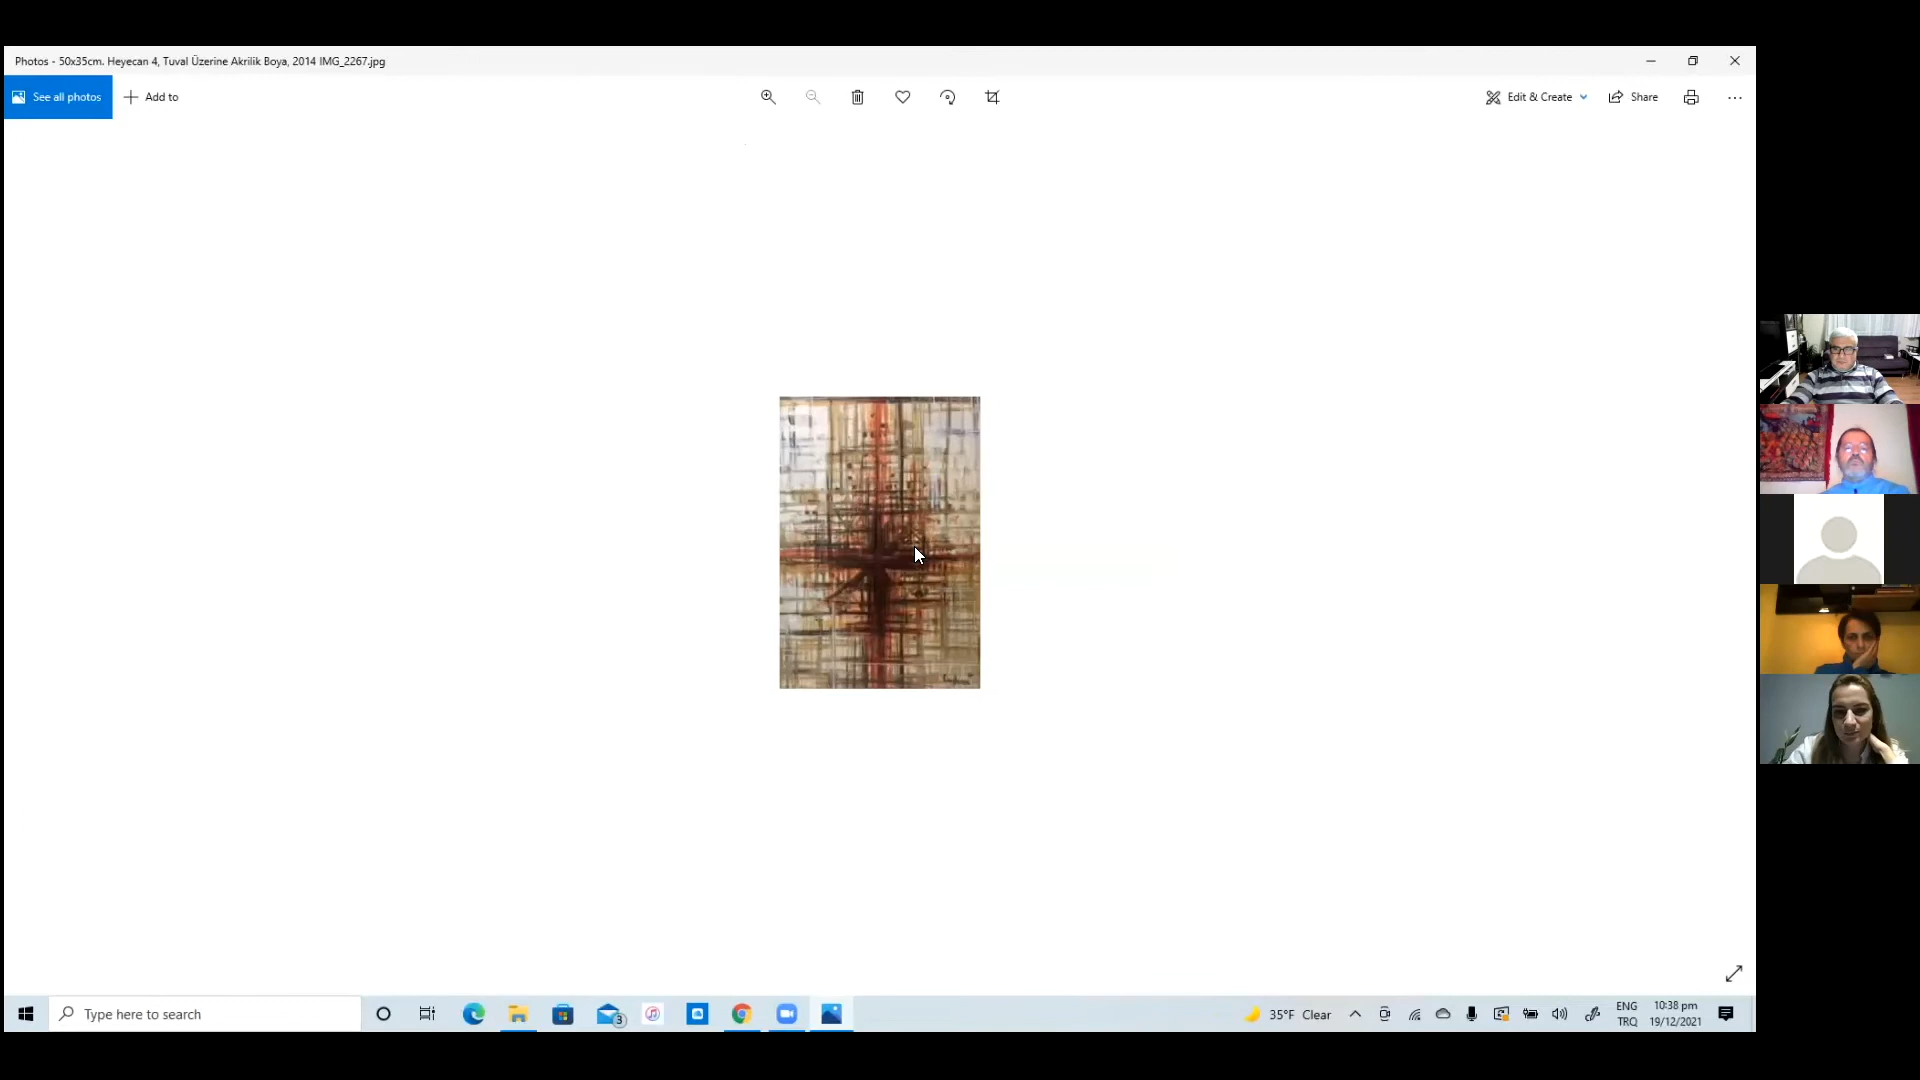 Photos - 50x35cm. Heyecan 4, Tuval Üzerine Akrilik Boya, 2014 IMG_2267.jpg
See all photos
Add to
Edit & Create
Share
Type here to search
3
35°F Clear
ENG
TRQ
10:38 pm
19/12/2021